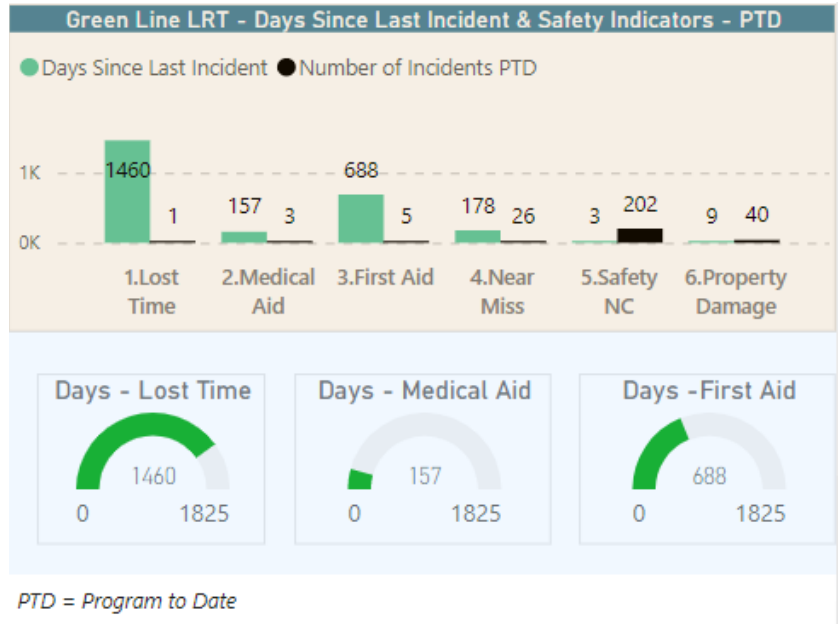 Green Line LRT - Days Since Last Incident & Safety Indicators - PTD
Days Since Last Incident Number of Incidents PTD
1K
0K
1460
1
157
3
688
5
178
26
3
202
9
40
1.Lost
Time
2.Medical
Aid
3.First Aid
4.Near
Miss
5.Safety
NC
6.Property
Damage
Days - Lost Time
1460
0
1825
Days - Medical Aid
157
0
1825
Days -First Aid
688
0
1825
PTD = Program to Date